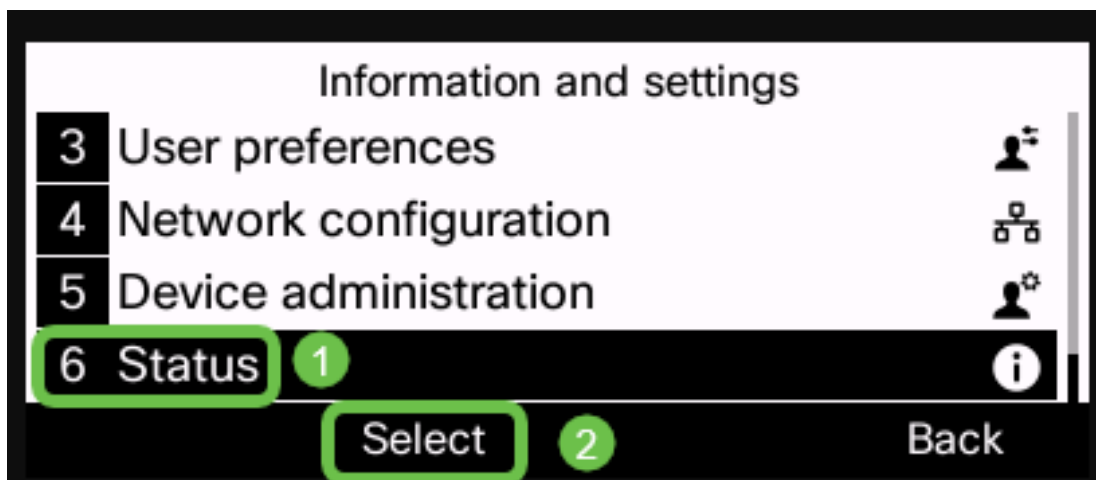 Information and settings
3 User preferences
4 Network configuration
5 Device administration
6 Status 1
Select 2 Back